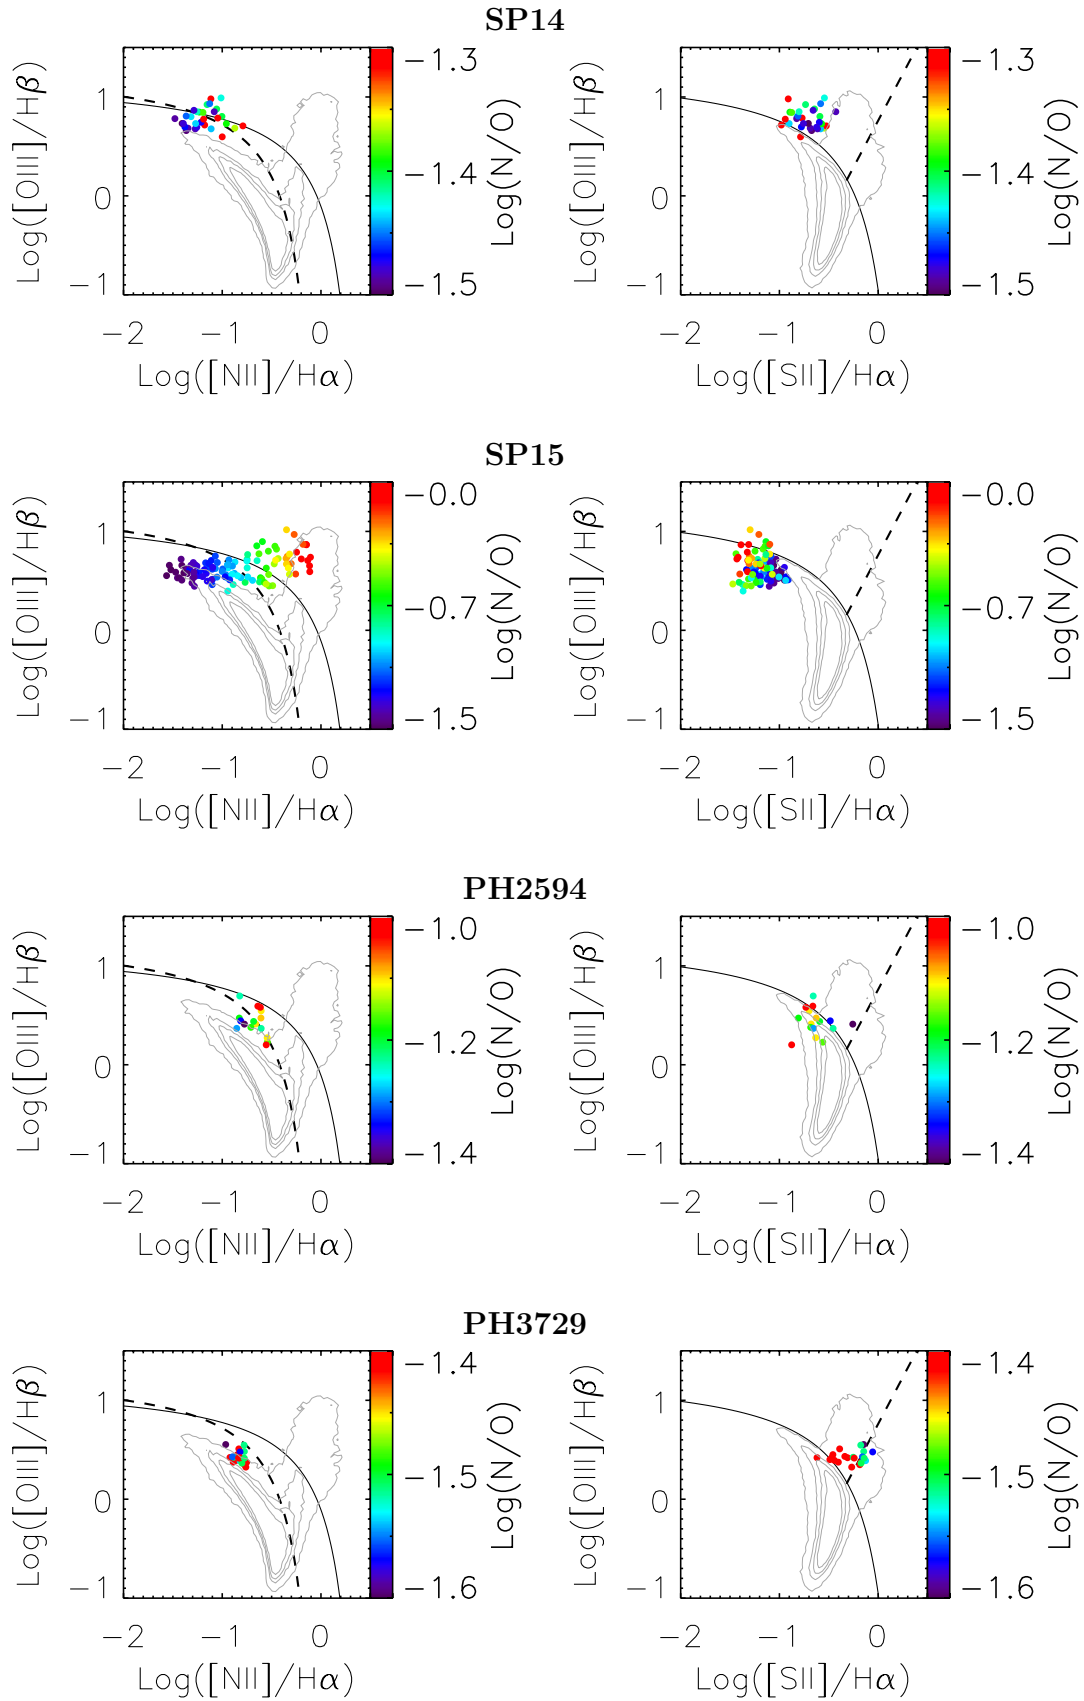 SP14
1
0
−1
Log([OIII]/Hβ)
−2 −1 0
Log([NII]/Hα)
−1.3
−1.4
−1.5
Log(N/O)
1
0
−1
Log([OIII]/Hβ)
−2 −1 0
Log([SII]/Hα)
−1.3
−1.4
−1.5
Log(N/O)
SP15
1
0
−1
Log([OIII]/Hβ)
−2 −1 0
Log([NII]/Hα)
−0.0
−0.7
−1.5
Log(N/O)
1
0
−1
Log([OIII]/Hβ)
−2 −1 0
Log([SII]/Hα)
−0.0
−0.7
−1.5
Log(N/O)
PH2594
1
0
−1
Log([OIII]/Hβ)
−2 −1 0
Log([NII]/Hα)
−1.0
−1.2
−1.4
Log(N/O)
1
0
−1
Log([OIII]/Hβ)
−2 −1 0
Log([SII]/Hα)
−1.0
−1.2
−1.4
Log(N/O)
PH3729
1
0
−1
Log([OIII]/Hβ)
−2 −1 0
Log([NII]/Hα)
−1.4
−1.5
−1.6
Log(N/O)
1
0
−1
Log([OIII]/Hβ)
−2 −1 0
Log([SII]/Hα)
−1.4
−1.5
−1.6
Log(N/O)